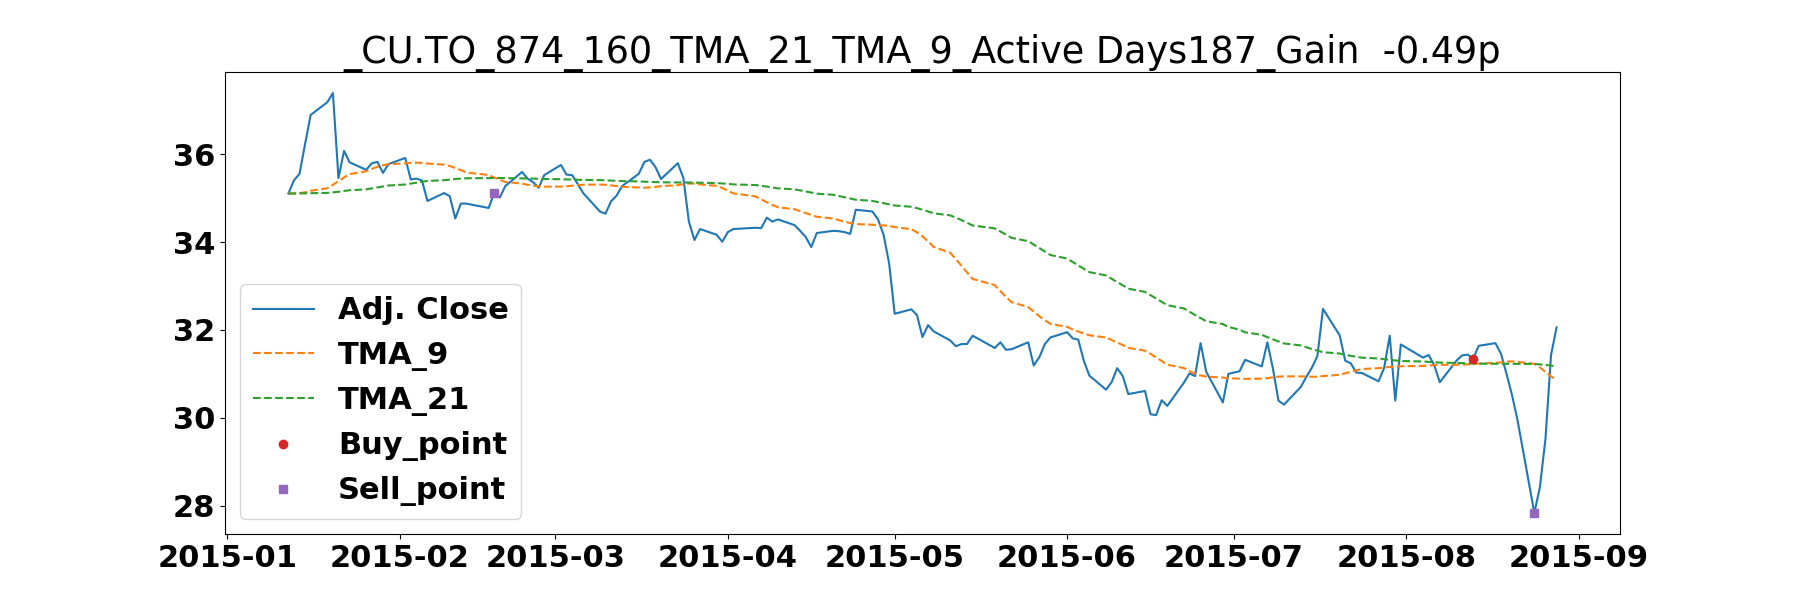 _CU.TO_874_160_TMA_21_TMA_9_Active Days187_Gain  -0.49p
36
34
32
30
28
Adj. Close
TMA_9
TMA_21
Buy_point
Sell_point
2015-01 2015-02 2015-03 2015-04 2015-05 2015-06 2015-07 2015-08 2015-09